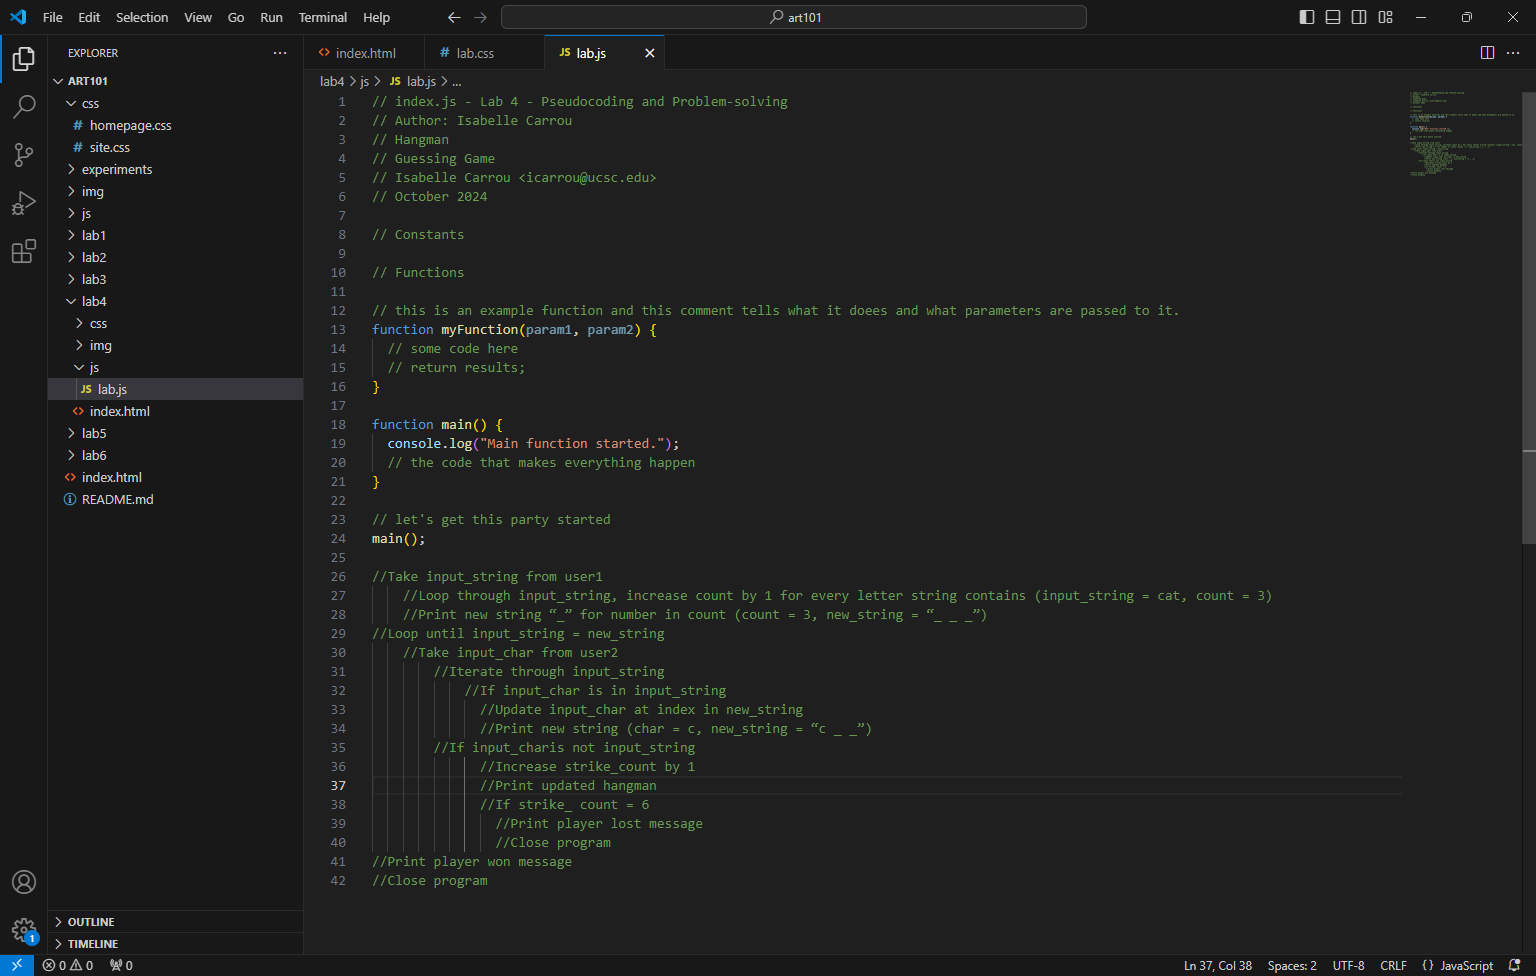 File Edit Selection View Go Run Terminal Help
art101
EXPLORER
ART101
css
homepage.css
site.css
experiments
img
js
lab1
lab2
lab3
lab4
css
img
js
JS lab.js
index.html
lab5
lab6
index.html
README.md
OUTLINE
TIMELINE
index.html
# lab.css
JS lab.js
lab4 > js > JS lab.js > ...
1 // index.js - Lab 4 - Pseudocoding and Problem-solving
2 // Author: Isabelle Carrou
3 // Hangman
4 // Guessing Game
5 // Isabelle Carrou <icarrou@ucsc.edu>
6 // October 2024
7
8 // Constants
9
10 // Functions
11
12 // this is an example function and this comment tells what it doees and what parameters are passed to it.
13 function myFunction(param1, param2) {
14 // some code here
15 // return results;
16 }
17
18 function main() {
19 console.log("Main function started.");
20 // the code that makes everything happen
21 }
22
23 // let's get this party started
24 main();
25
26 //Take input_string from user1
27 //Loop through input_string, increase count by 1 for every letter string contains (input_string = cat, count = 3)
28 //Print new string “_” for number in count (count = 3, new_string = “_ _ _”)
29 //Loop until input_string = new_string
30 //Take input_char from user2
31 //Iterate through input_string
32 //If input_char is in input_string
33 //Update input_char at index in new_string
34 //Print new string (char = c, new_string = “c _ _”)
35 //If input_charis not input_string
36 //Increase strike_count by 1
37 //Print updated hangman
38 //If strike_ count = 6
39 //Print player lost message
40 //Close program
41 //Print player won message
42 //Close program
1
0 0 0
Ln 37, Col 38 Spaces: 2 UTF-8 CRLF {} JavaScript